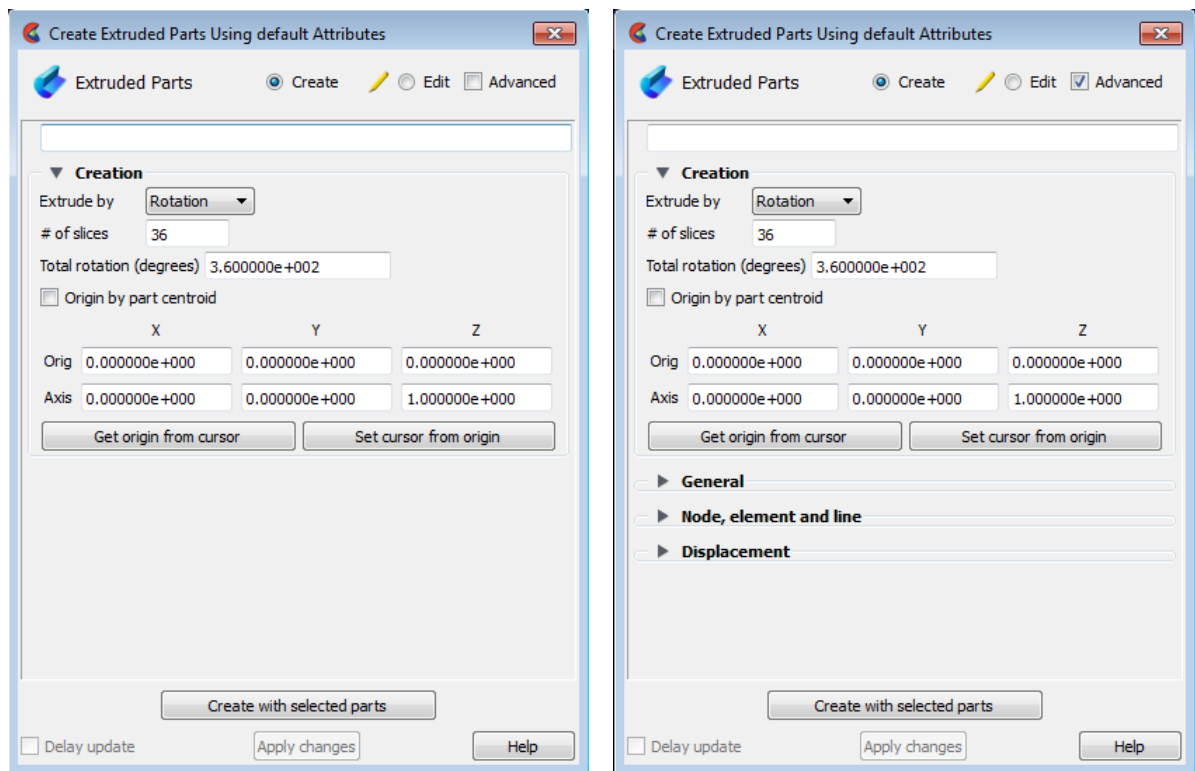 Create Extruded Parts Using default Attributes
Extruded Parts Create Edit Advanced
Creation
Extrude by Rotation
# of slices 36
Total rotation (degrees) 3.600000e+002
Origin by part centroid
X Y Z
Orig 0.000000e+000 0.000000e+000 0.000000e+000
Axis 0.000000e+000 0.000000e+000 1.000000e+000
Get origin from cursor Set cursor from origin
Create with selected parts
Delay update Apply changes Help
Create Extruded Parts Using default Attributes
Extruded Parts Create Edit Advanced
Creation
Extrude by Rotation
# of slices 36
Total rotation (degrees) 3.600000e+002
Origin by part centroid
X Y Z
Orig 0.000000e+000 0.000000e+000 0.000000e+000
Axis 0.000000e+000 0.000000e+000 1.000000e+000
Get origin from cursor Set cursor from origin
General
Node, element and line
Displacement
Create with selected parts
Delay update Apply changes Help